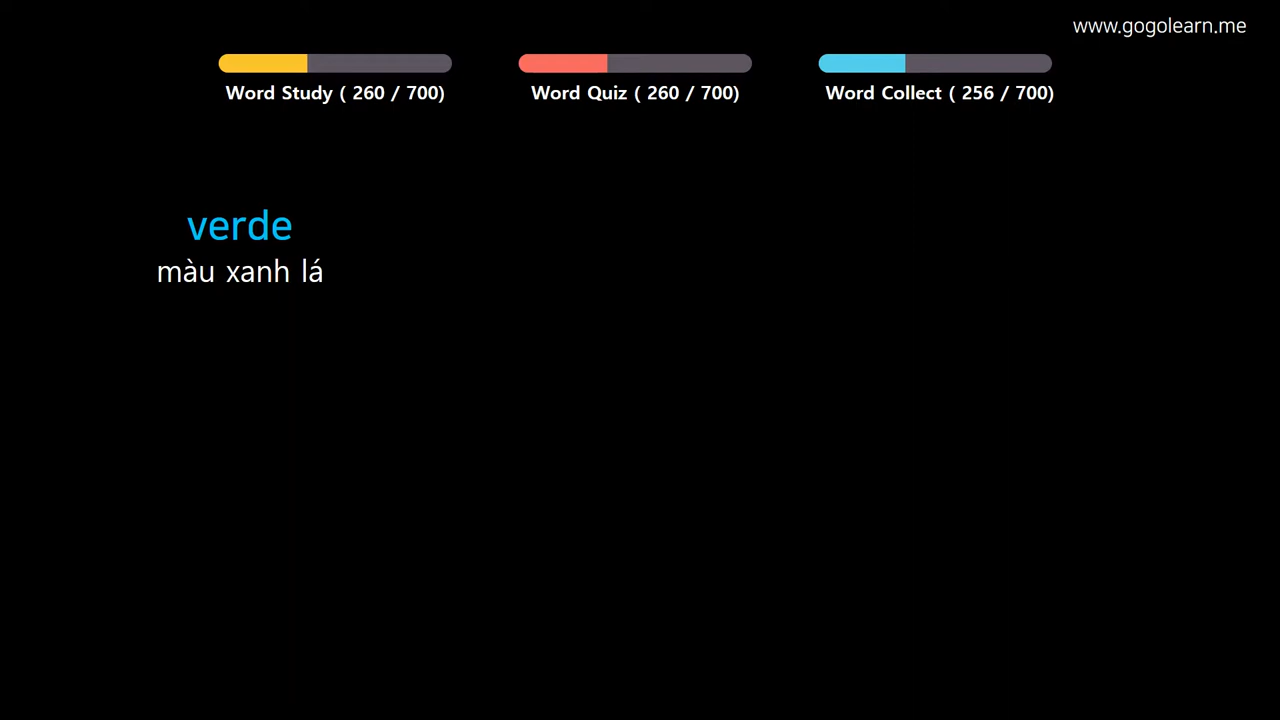 www.gogolearn.me
Word Study ( 260 / 700)
Word Quiz ( 260 / 700)
Word Collect ( 256 / 700)
verde
màu xanh lá